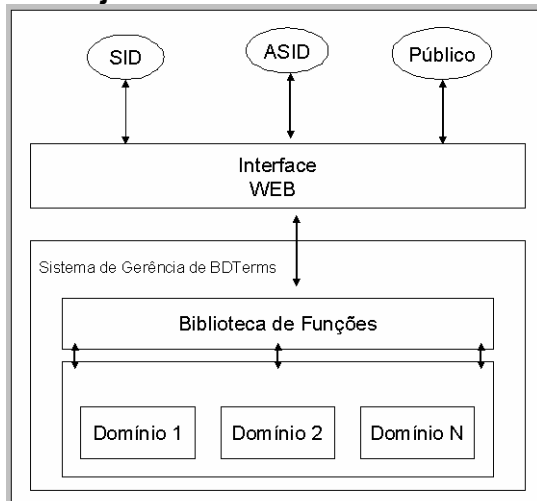 SID
ASID
Público
Interface
WEB
Sistema de Gerência de BDTerms
Biblioteca de Funções
Domínio 1
Domínio 2
Domínio N